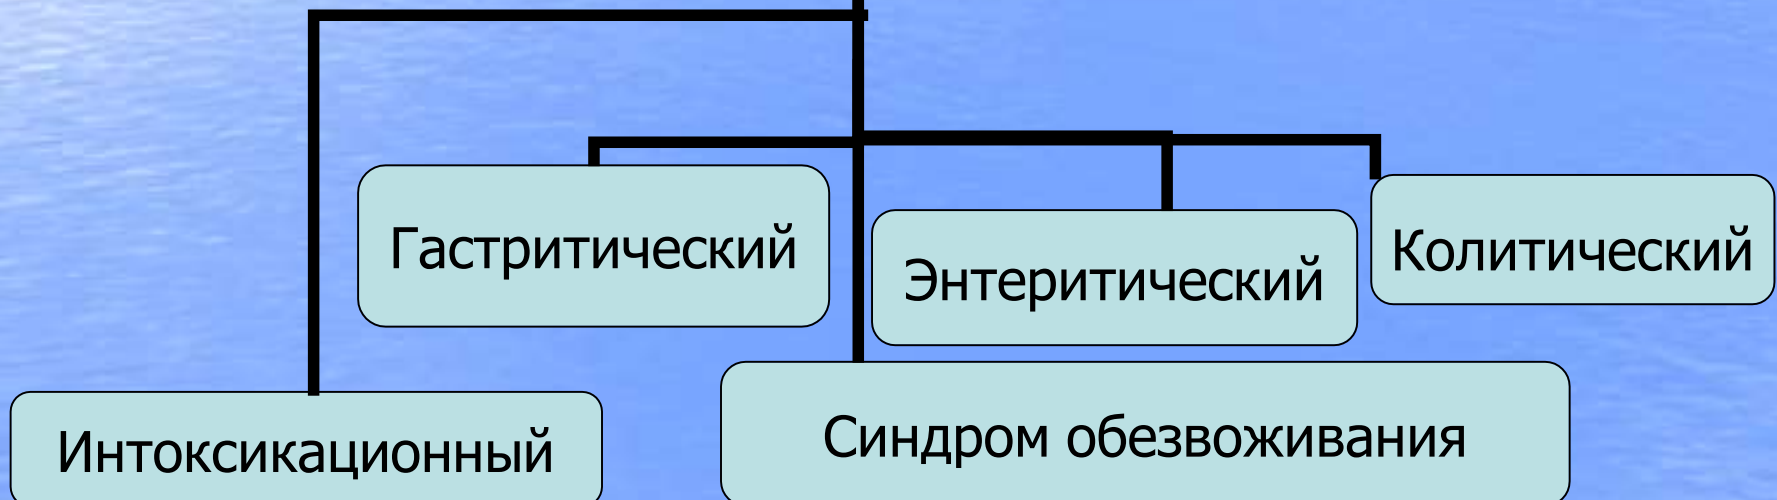 Гастритический
Энтеритический
Колитический
Интоксикационный
Синдром обезвоживания